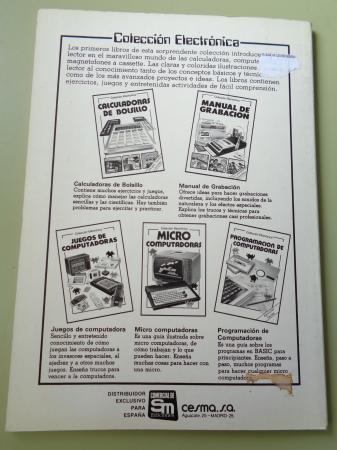 Colección Electrónica
Los primeros libros de esta sorprendente colección introduce
lector en el maravilloso mundo de las calculadoras, compute
magnetofones a cassette. Las claras y coloridas ilustraciones
lector al conocimiento tanto de los conceptos básicos y técnic
como de los más avanzados proyectos e ideas. Los libros contienen
ejercicios, juegos y entretenidas actividades de fácil comprensión.
CALCULADORAS
DE BOLSILLO
MANUAL DE
GRABACION
Calculadoras de Bolsillo
Contiene muchos ejercicios y juegos,
explica cómo manejar las calculadoras
sencillas y las científicas. Hay también
problemas para ejercitar y practicar.
Manual de Grabación
Ofrece ideas para hacer grabaciones
divertidas, incluyendo los sonidos de la
naturaleza y los efectos especiales.
Explora los trucos y técnicas para
obtener grabaciones casi profesionales.
JUEGOS DE
COMPUTADORAS
MICRO
COMPUTADORAS
PROGRAMACION DE
COMPUTADORAS
Juegos de computadora
Sencillo y entretenido
conocimiento de cómo
juegan las computadoras a
los invasores espaciales, al
ajedrez y a otros muchos
juegos. Enseña trucos para
vencer a la computadora.
Micro computadoras
Es una guía ilustrada sobre
micro computadoras, de
cómo trabajan y lo que
pueden hacer. Enseña
muchas cosas para hacer con
una micro.
Programación de
Computadoras
Es una guía sobre los
programas en BASIC para
principiantes. Enseña, paso a
paso, muchos programas
para hacer cualquier micro
computador
DISTRIBUIDOR
EXCLUSIVO
PARA
ESPAÑA
COMERCIAL DE
sm
cesma, s.a.
Aguacate, 25 - MADRID-25